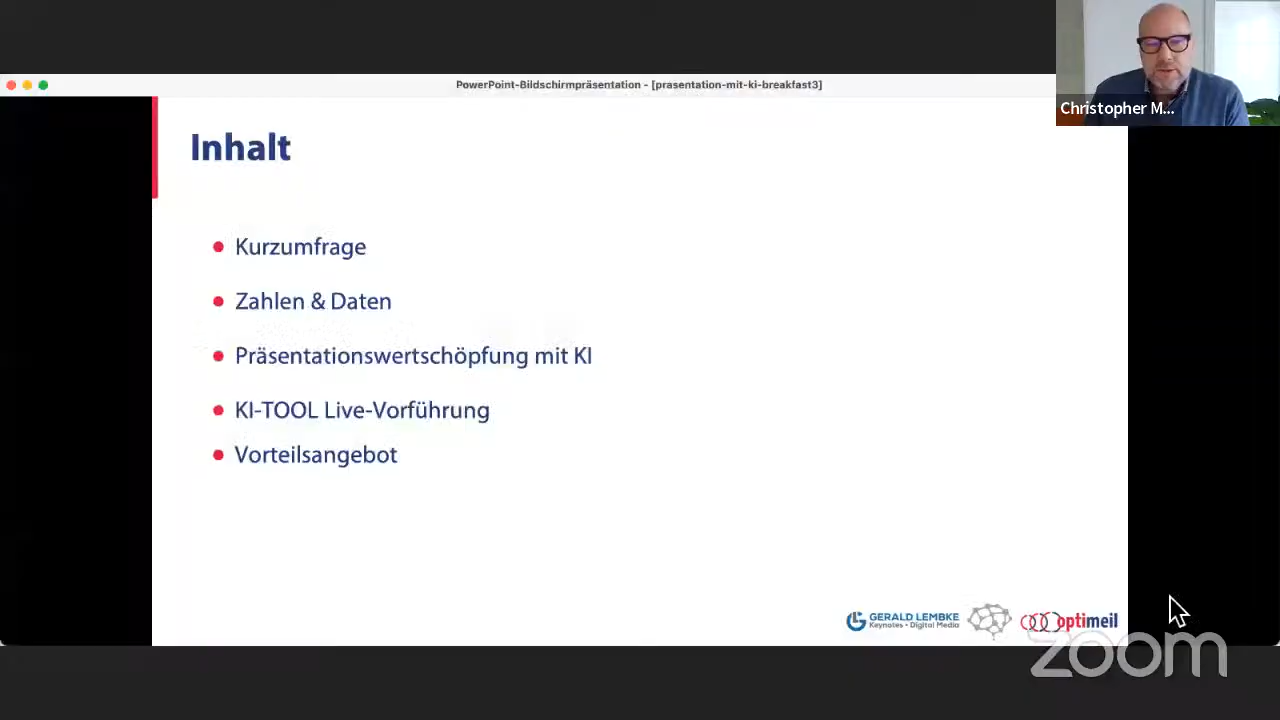 PowerPoint-Bildschirmpräsentation - [prasentation-mit-ki-breakfast3]
Christopher M...
Inhalt
Kurzumfrage
Zahlen & Daten
Präsentationswertschöpfung mit KI
KI-TOOL Live-Vorführung
Vorteilsangebot
GERALD LEMBKE
Keynotes • Digital Media
optimeil
zoom